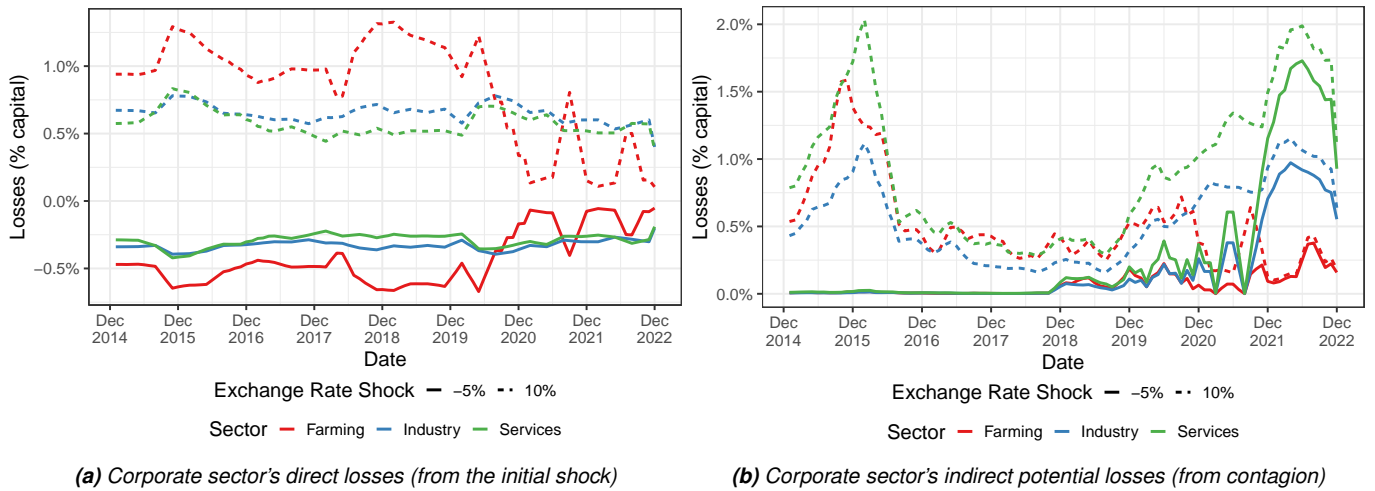 Losses (% capital)
1.0%
0.5%
0.0%
−0.5%
Dec Dec Dec Dec Dec Dec Dec Dec Dec
2014 2015 2016 2017 2018 2019 2020 2021 2022
Date
Exchange Rate Shock −5% 10%
Sector Farming Industry Services
(a) Corporate sector's direct losses (from the initial shock)
Losses (% capital)
2.0%
1.5%
1.0%
0.5%
0.0%
Dec Dec Dec Dec Dec Dec Dec Dec Dec
2014 2015 2016 2017 2018 2019 2020 2021 2022
Date
Exchange Rate Shock −5% 10%
Sector Farming Industry Services
(b) Corporate sector's indirect potential losses (from contagion)